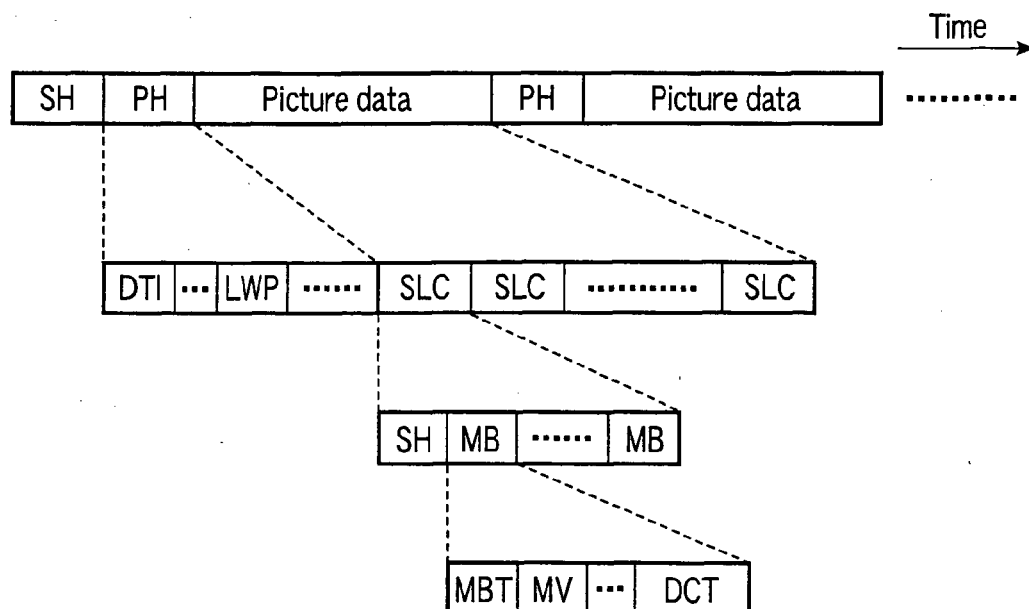 Time
SH PH Picture data PH Picture data ............
DTI ... LWP ...... SLC SLC ........... SLC
SH MB ...... MB
MBT MV ... DCT